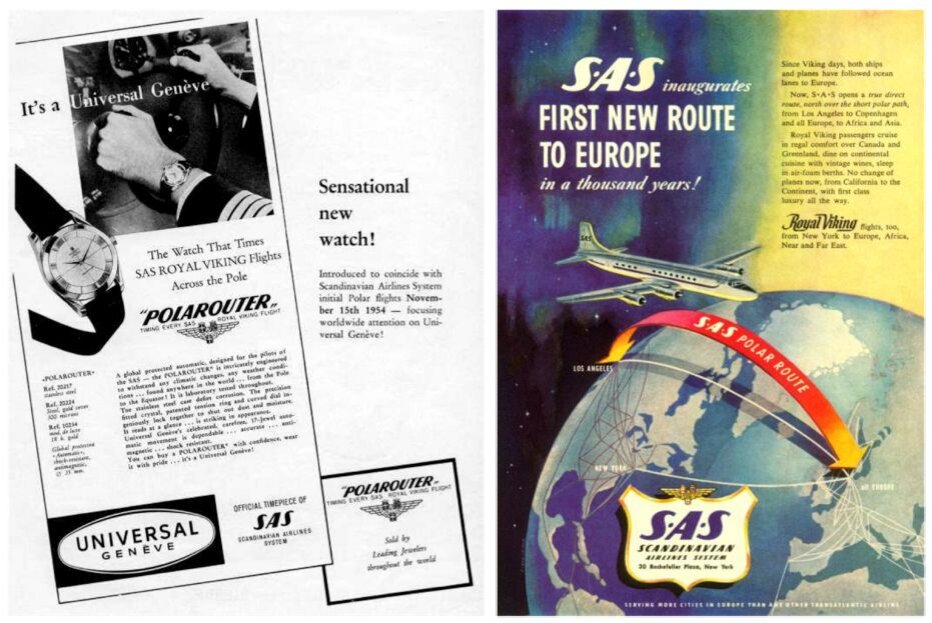 It's a Universal Genève
The Watch That Times
SAS ROYAL VIKING Flights
Across the Pole
"POLAROUTER„
TIMING EVERY SAS ROYAL VIKING FLIGHT
«POLAROUTER»
Ref. 20217
stainless steel
Ref. 20224
Steel, gold cover
300 microns
Ref. 10234
mod. de luxe
18 k. gold
Global protected
«Automatic»,
shock-resistant,
antimagnetic,
∅ 35 mm.
A global protected automatic, designed for the pilots of
the SAS — the POLAROUTER* is intricately engineered
to withstand any climatic changes, any weather condi-
tions . . . found anywhere in the world . . . from the Pole
to the Equator! It is laboratory tested throughout.
The stainless steel case defies corrosion. The precision
fitted crystal, patented tension ring and curved dial in-
geniously lock together to shut out dust and moisture.
It reads at a glance . . . is striking in appearance.
Universal Genève's celebrated, carefree, 17-Jewel auto-
matic movement is dependable . . . accurate . . . anti-
magnetic . . . shock resistant.
You can buy a POLAROUTER* with confidence, wear
it with pride . . . it's a Universal Genève!
UNIVERSAL
GENÈVE
OFFICIAL TIMEPIECE OF
SAS
SCANDINAVIAN AIRLINES
SYSTEM
Sensational
new
watch!
Introduced to coincide with
Scandinavian Airlines System
initial Polar flights Novem-
ber 15th 1954 — focusing
worldwide attention on Uni-
versal Genève!
"POLAROUTER„
TIMING EVERY SAS ROYAL VIKING FLIGHT
Sold by
Leading Jewelers
throughout the world
S·A·S inaugurates
FIRST NEW ROUTE
TO EUROPE
in a thousand years!
Since Viking days, both ships
and planes have followed ocean
lanes to Europe.
Now, S•A•S opens a true direct
route, north over the short polar path,
from Los Angeles to Copenhagen
and all Europe, to Africa and Asia.
Royal Viking passengers cruise
in regal comfort over Canada and
Greenland, dine on continental
cuisine with vintage wines, sleep
in air-foam berths. No change of
planes now, from California to the
Continent, with first class
luxury all the way.
Royal Viking flights, too,
from New York to Europe, Africa,
Near and Far East.
SAS
S·A·S POLAR ROUTE
LOS ANGELES
NEW YORK
all EUROPE
S·A·S
SCANDINAVIAN
AIRLINES SYSTEM
30 Rockefeller Plaza, New York
SERVING MORE CITIES IN EUROPE THAN ANY OTHER TRANSATLANTIC AIRLINE